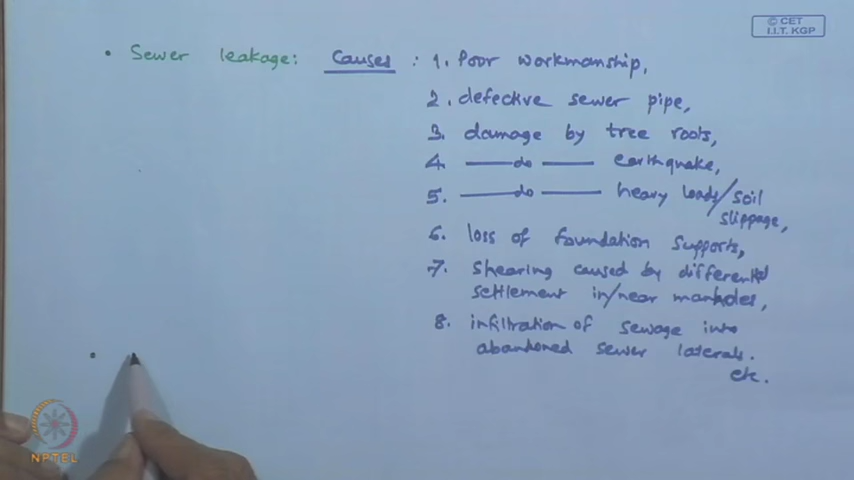 © CET
I.I.T. KGP
• Sewer leakage: Causes : 1. Poor workmanship,
2. defective sewer pipe,
3. damage by tree roots,
4. —— do —— earthquake,
5. —— do —— heavy loads/soil
slippage,
6. loss of foundation supports,
7. shearing caused by differential
settlement in/near manholes,
8. infiltration of sewage into
abandoned sewer laterals.
etc.
•
NPTEL